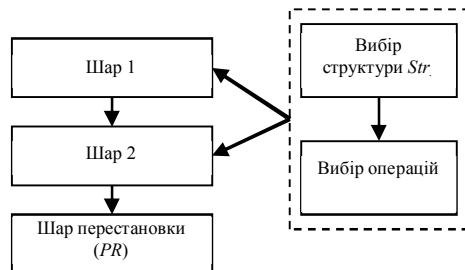 Шар 1
Шар 2
Шар перестановки
(PR)
Вибір
структури Str.
Вибір операцій